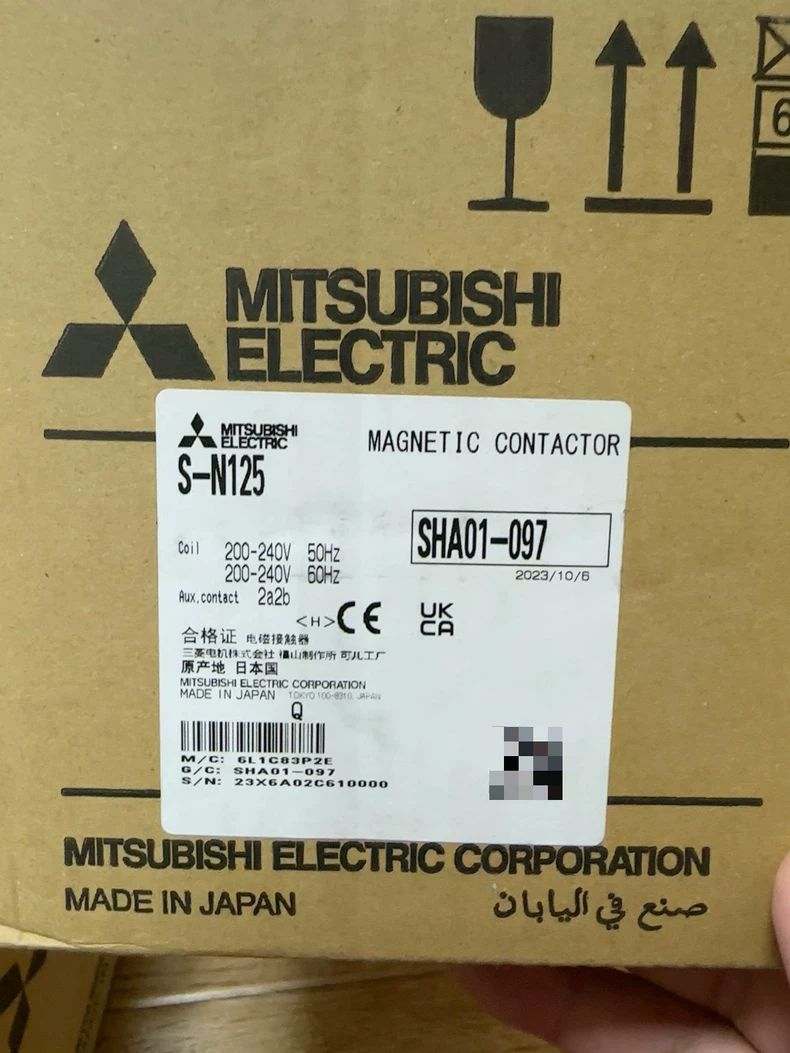 6
MITSUBISHI
ELECTRIC
MITSUBISHI
ELECTRIC
MAGNETIC CONTACTOR
S-N125
SHA01-097
2023/10/6
Coil 200-240V 50Hz
200-240V 60Hz
Aux.contact 2a2b
<H> CE UK
CA
合格证 电磁接触器
三菱电机株式会社 福山制作所 可儿工厂
原产地 日本国
MITSUBISHI ELECTRIC CORPORATION
MADE IN JAPAN TOKYO 100-8310, JAPAN
Q
M/C: 6L1C83P2E
G/C: SHA01-097
S/N: 23X6A02C610000
MITSUBISHI ELECTRIC CORPORATION
MADE IN JAPAN صنع في اليابان